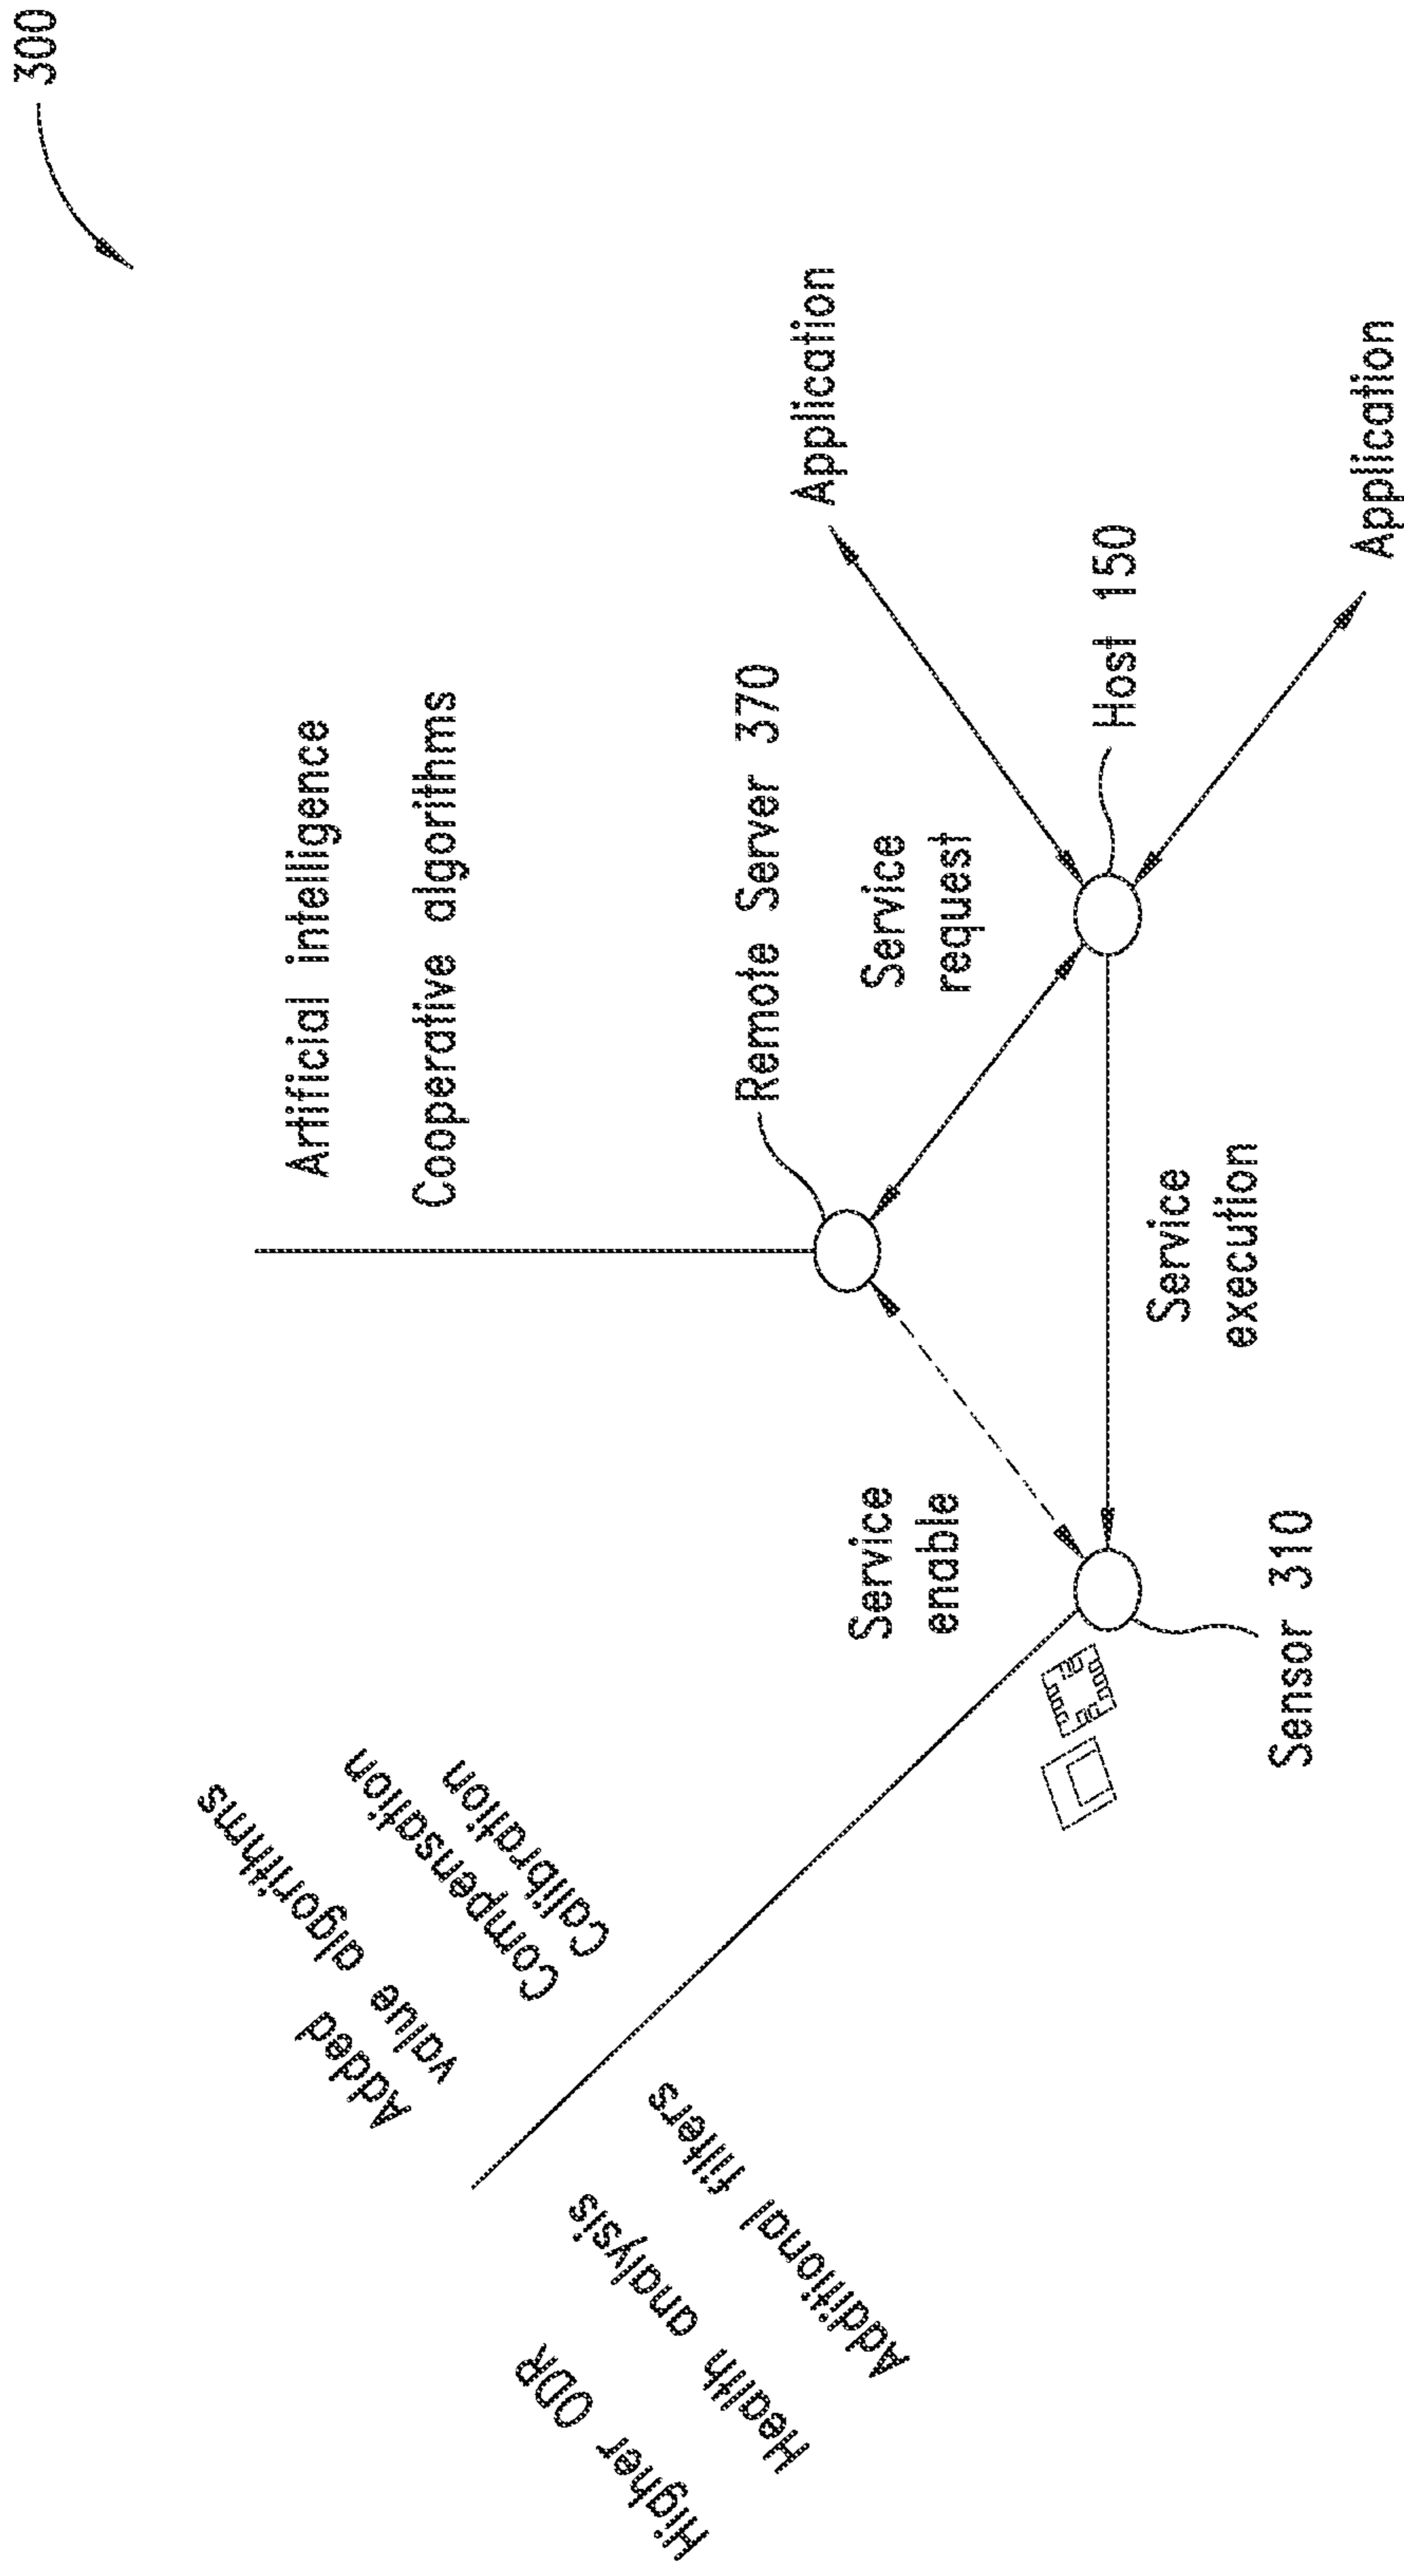 300
Artificial intelligence
Cooperative algorithms
Remote Server 370
Application
Service
request
Host 150
Application
Service
enable
Service
execution
Sensor 310
Added
value algorithms
Compensation
Calibration
Higher ODR
Health analysis
Additional filters